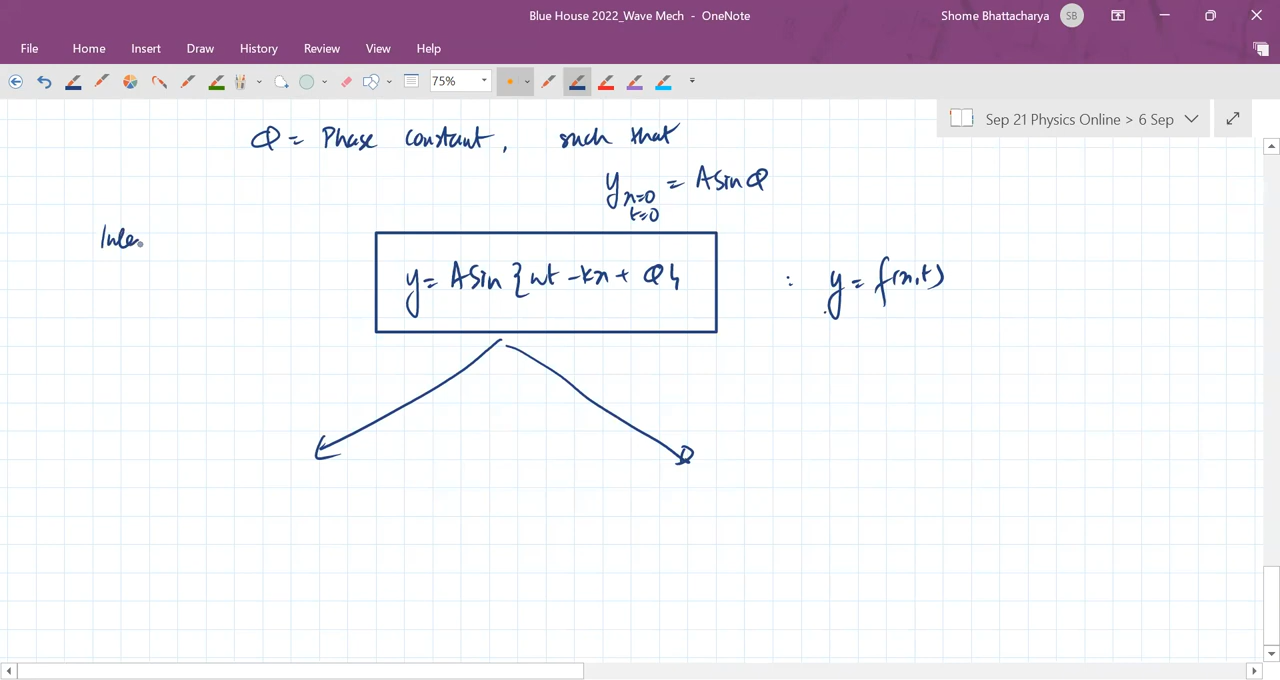 Blue House 2022_Wave Mech - OneNote
Shome Bhattacharya SB
File Home Insert Draw History Review View Help
75%
Sep 21 Physics Online > 6 Sep
φ = Phase constant, such that
y x=0 t=0 = A sin φ
y = A sin {ωt - kx + φ} : y = f(x,t)